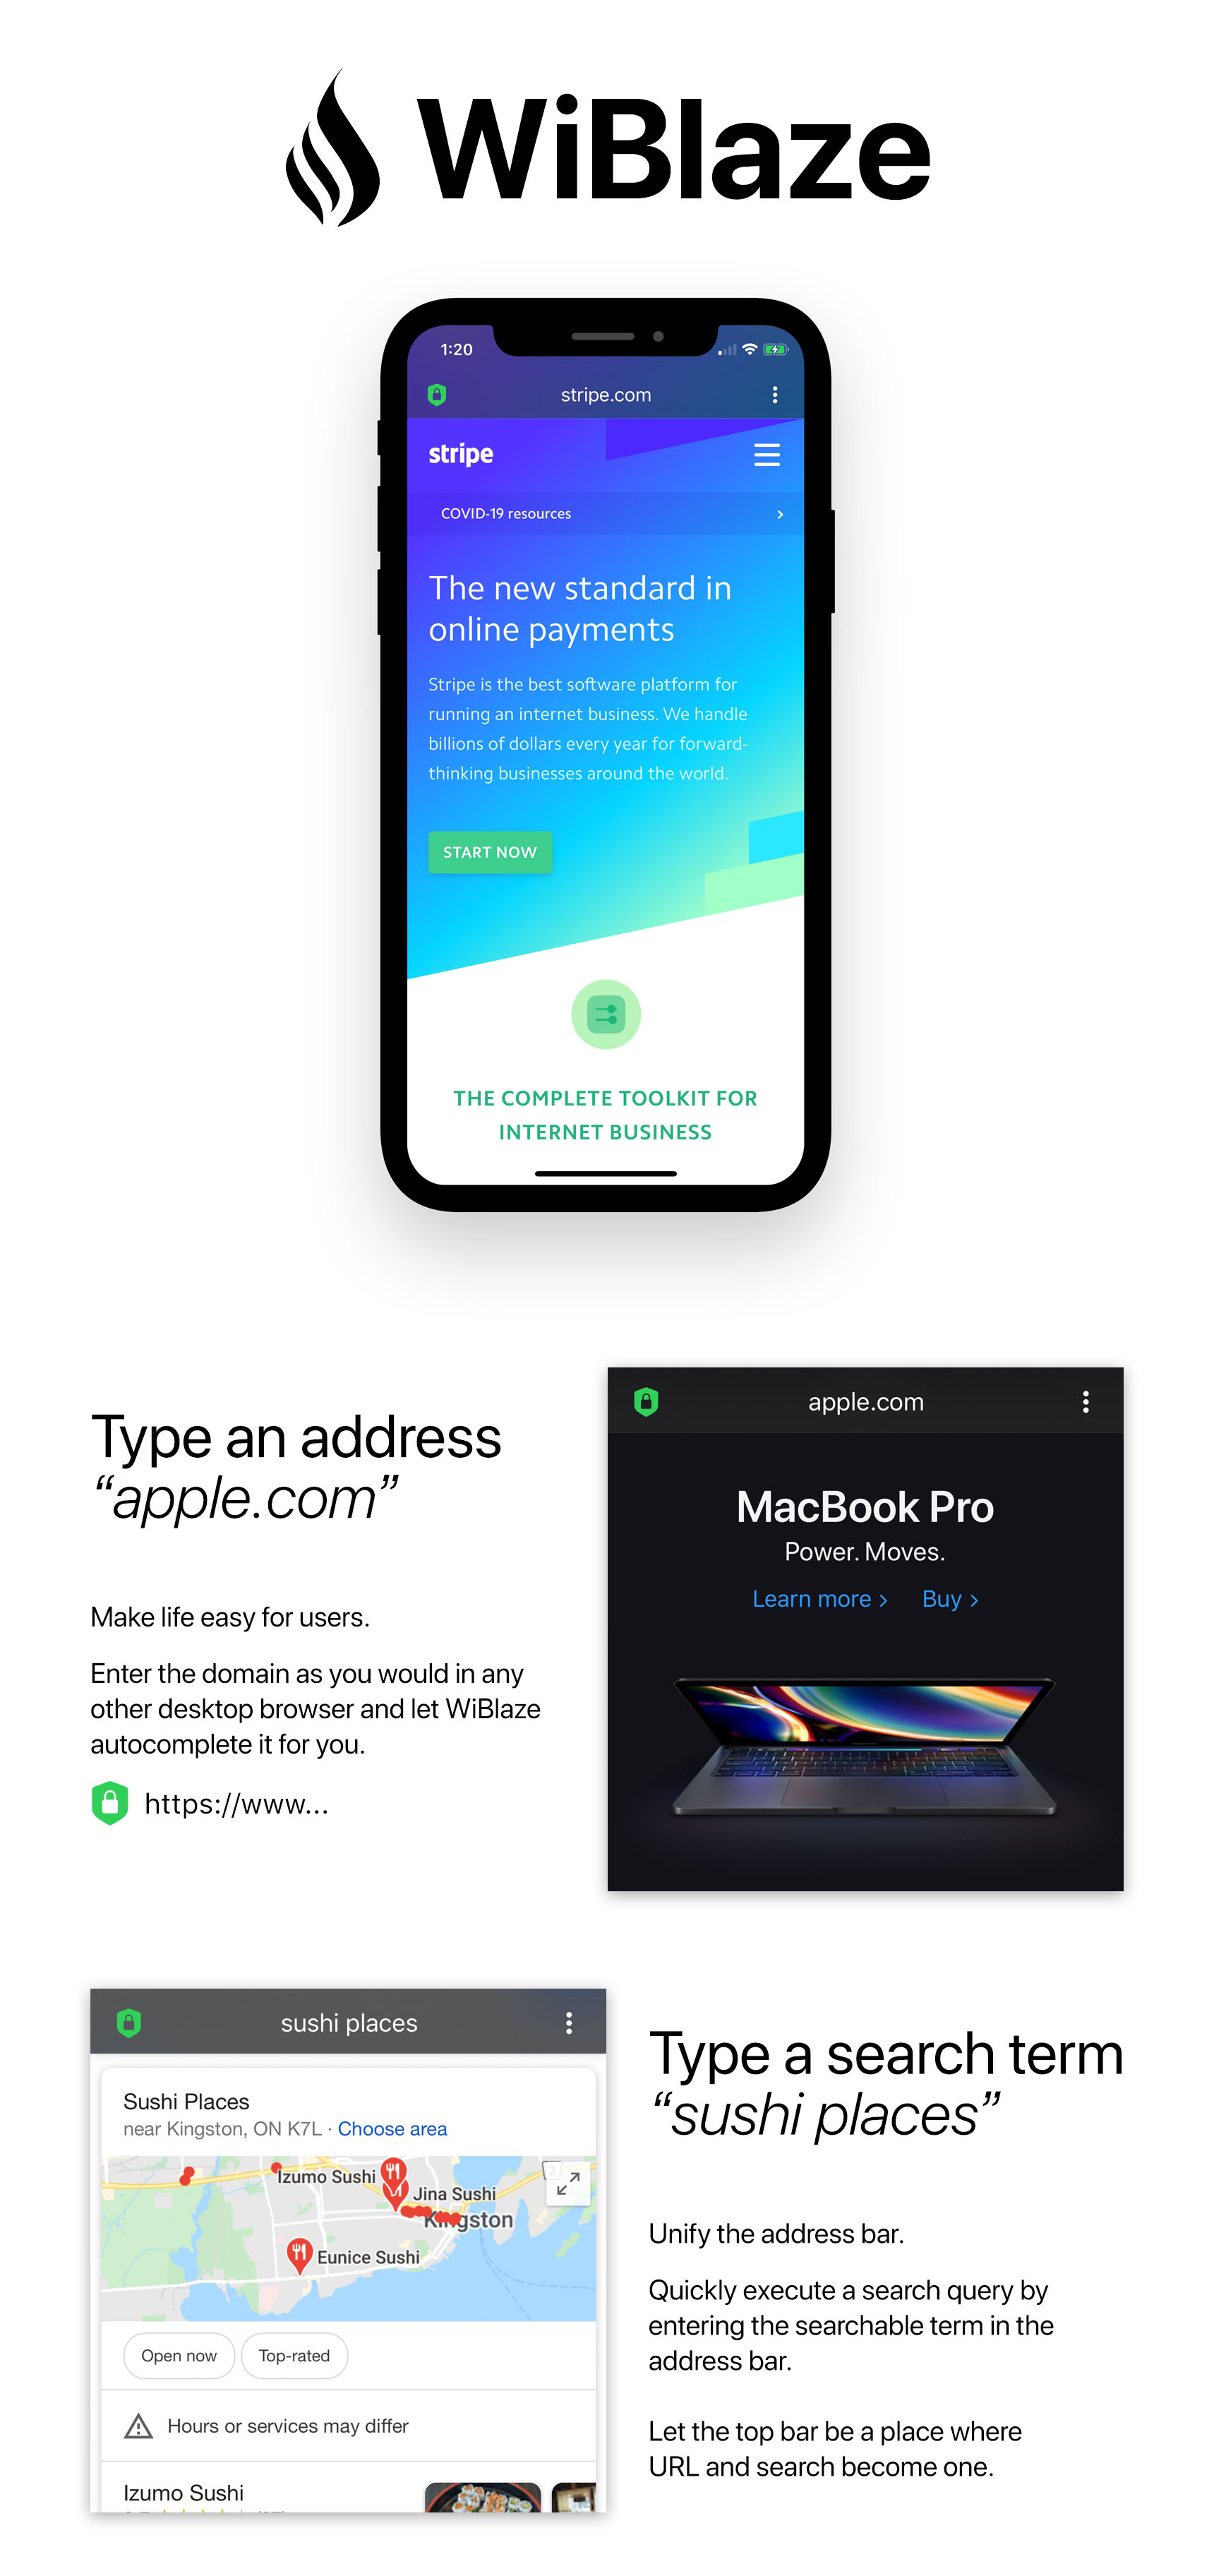 WiBlaze
1:20
stripe.com
stripe
COVID-19 resources
The new standard in
online payments
Stripe is the best software platform for
running an internet business. We handle
billions of dollars every year for forward-
thinking businesses around the world.
START NOW
THE COMPLETE TOOLKIT FOR
INTERNET BUSINESS
Type an address
“apple.com”
Make life easy for users.
Enter the domain as you would in any
other desktop browser and let WiBlaze
autocomplete it for you.
https://www...
apple.com
MacBook Pro
Power. Moves.
Learn more > Buy >
sushi places
Sushi Places
near Kingston, ON K7L · Choose area
Izumo Sushi
Jina Sushi
Kingston
Eunice Sushi
2
Open now
Top-rated
Hours or services may differ
Izumo Sushi
Type a search term
“sushi places”
Unify the address bar.
Quickly execute a search query by
entering the searchable term in the
address bar.
Let the top bar be a place where
URL and search become one.